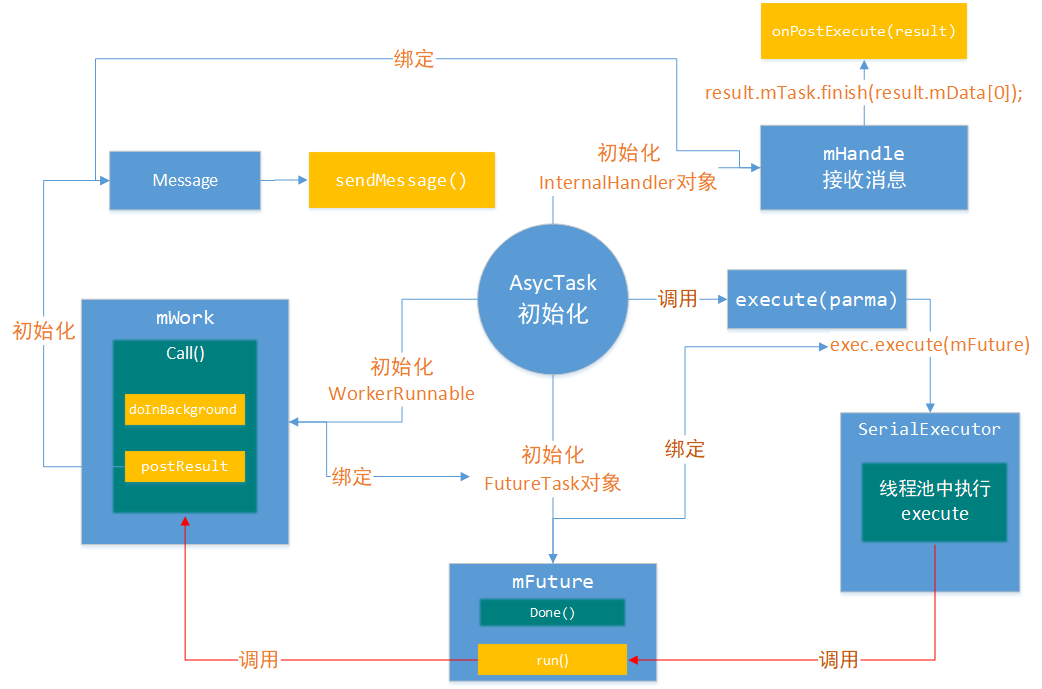 onPostExecute(result)
绑定
result.mTask.finish(result.mData[0]);
初始化
InternalHandler对象
mHandle
接收消息
Message
sendMessage()
AsycTask
初始化
调用
execute(parma)
初始化
mWork
Call()
doInBackground
postResult
初始化
WorkerRunnable
exec.execute(mFuture)
绑定
初始化
FutureTask对象
绑定
SerialExecutor
线程池中执行
execute
mFuture
Done()
run()
调用
调用